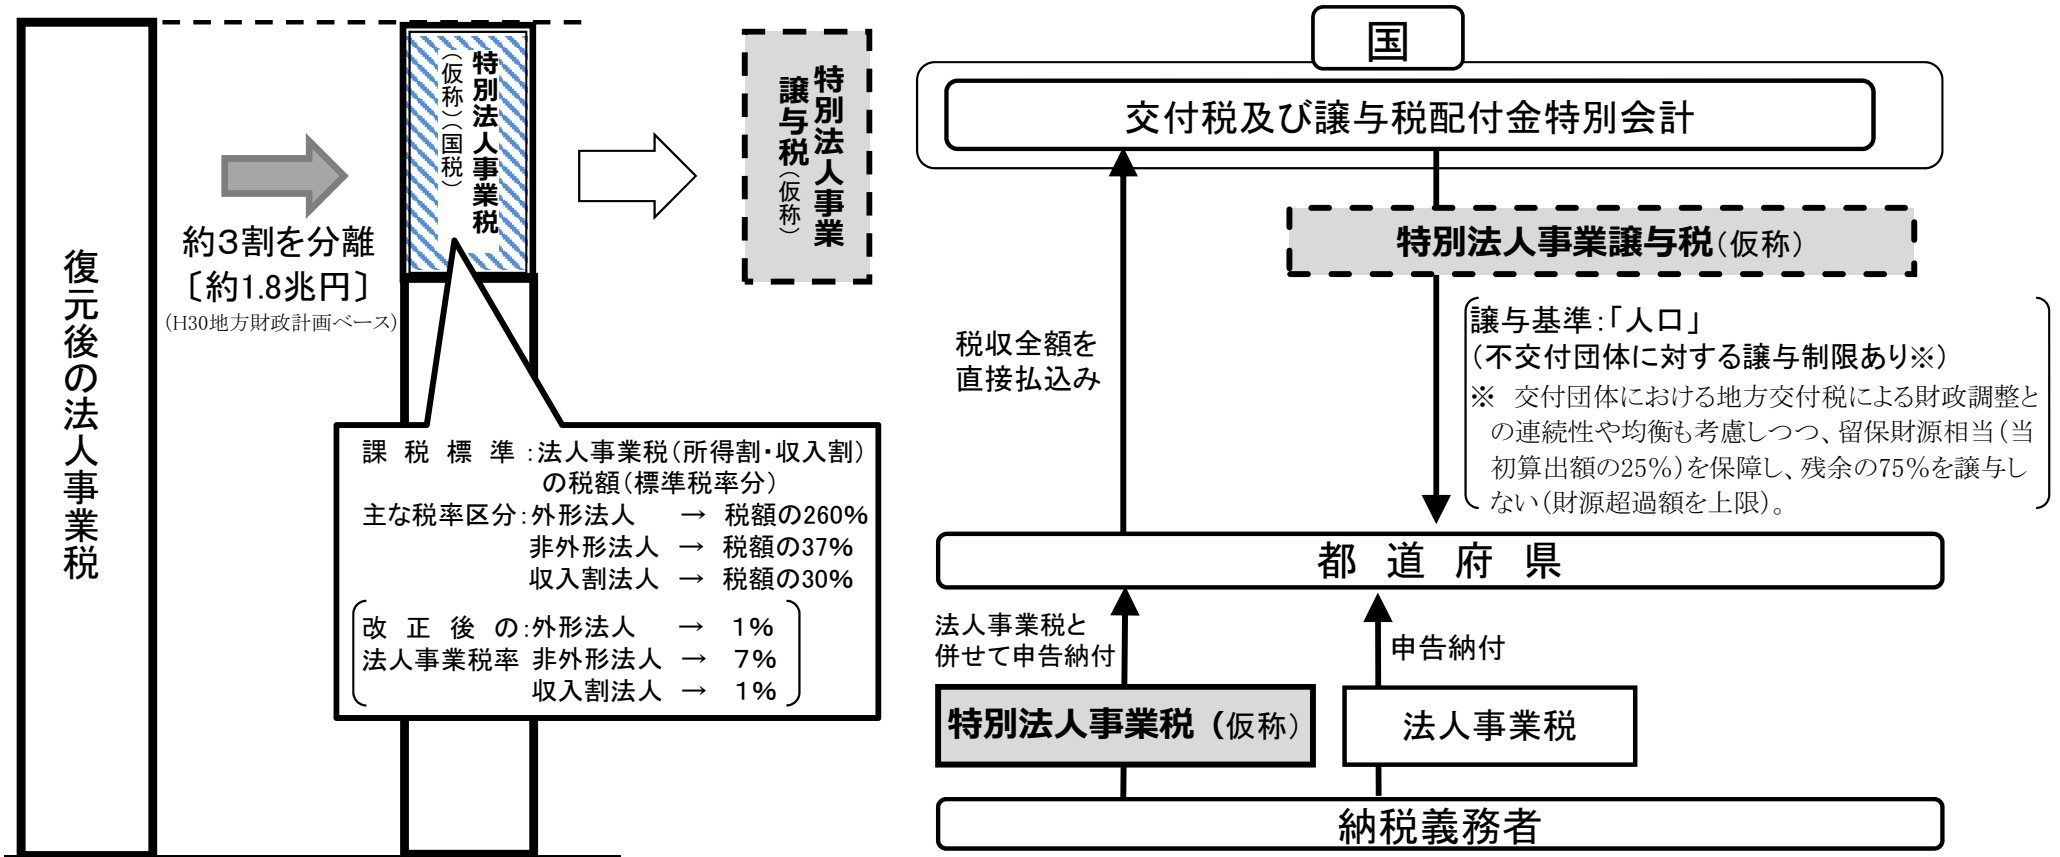 復元後の法人事業税
約3割を分離
〔約1.8兆円〕
(H30地方財政計画ベース)
特別法人事業税
(仮称)(国税)
特別法人事業
譲与税(仮称)
課税標準:法人事業税(所得割・収入割)
の税額(標準税率分)
主な税率区分:外形法人 → 税額の260%
非外形法人 → 税額の37%
収入割法人 → 税額の30%
改正後の:外形法人 → 1%
法人事業税率 非外形法人 → 7%
収入割法人 → 1%
国
交付税及び譲与税配付金特別会計
特別法人事業譲与税(仮称)
税収全額を
直接払込み
譲与基準:「人口」
(不交付団体に対する譲与制限あり※)
※ 交付団体における地方交付税による財政調整と
の連続性や均衡も考慮しつつ、留保財源相当(当
初算出額の25%)を保障し、残余の75%を譲与し
ない(財源超過額を上限)。
都道府県
法人事業税と
併せて申告納付
申告納付
特別法人事業税(仮称)
法人事業税
納税義務者